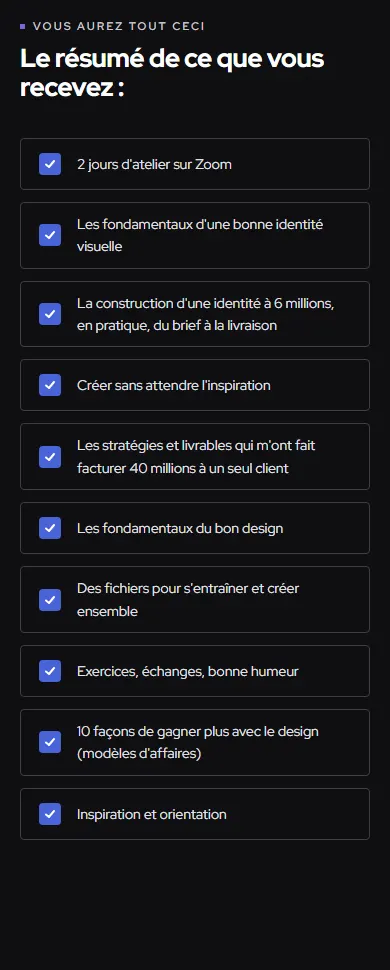 VOUS AUREZ TOUT CECI
Le résumé de ce que vous
recevez :
2 jours d'atelier sur Zoom
Les fondamentaux d'une bonne identité
visuelle
La construction d'une identité à 6 millions,
en pratique, du brief à la livraison
Créer sans attendre l'inspiration
Les stratégies et livrables qui m'ont fait
facturer 40 millions à un seul client
Les fondamentaux du bon design
Des fichiers pour s'entraîner et créer
ensemble
Exercices, échanges, bonne humeur
10 façons de gagner plus avec le design
(modèles d'affaires)
Inspiration et orientation